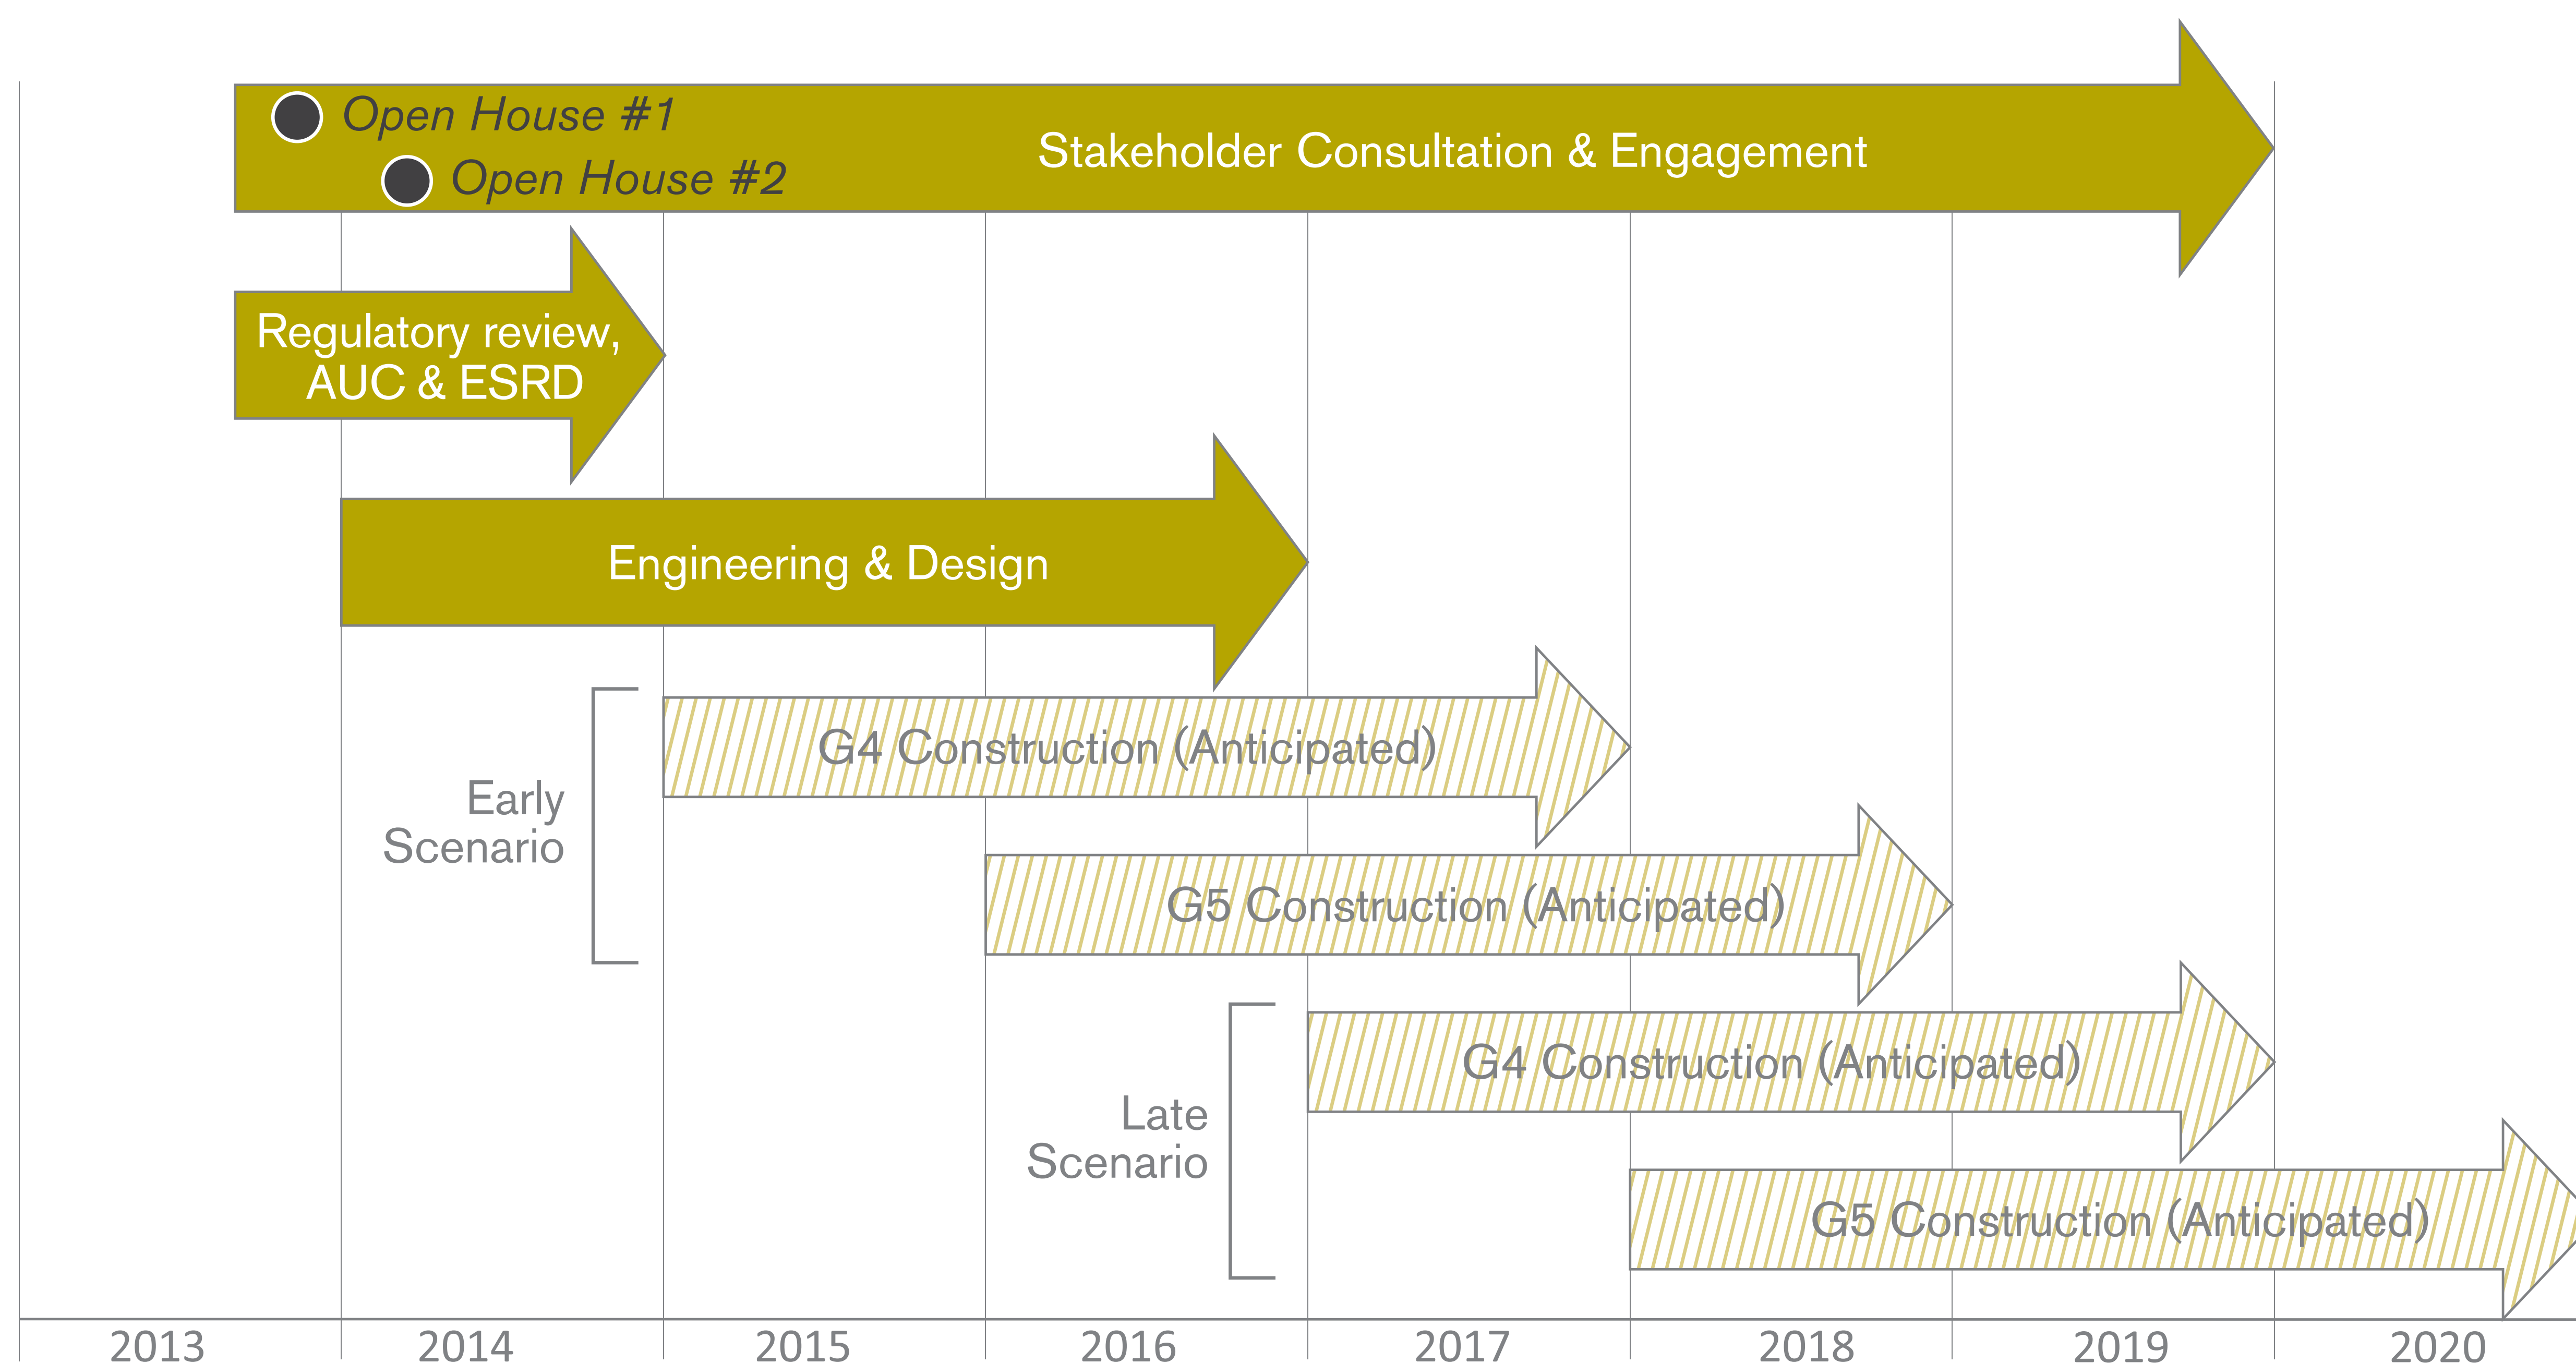 Open House #1
Open House #2
Stakeholder Consultation & Engagement
Regulatory review,
AUC & ESRD
Engineering & Design
Early
Scenario
G4 Construction (Anticipated)
G5 Construction (Anticipated)
Late
Scenario
G4 Construction (Anticipated)
G5 Construction (Anticipated)
2013 2014 2015 2016 2017 2018 2019 2020